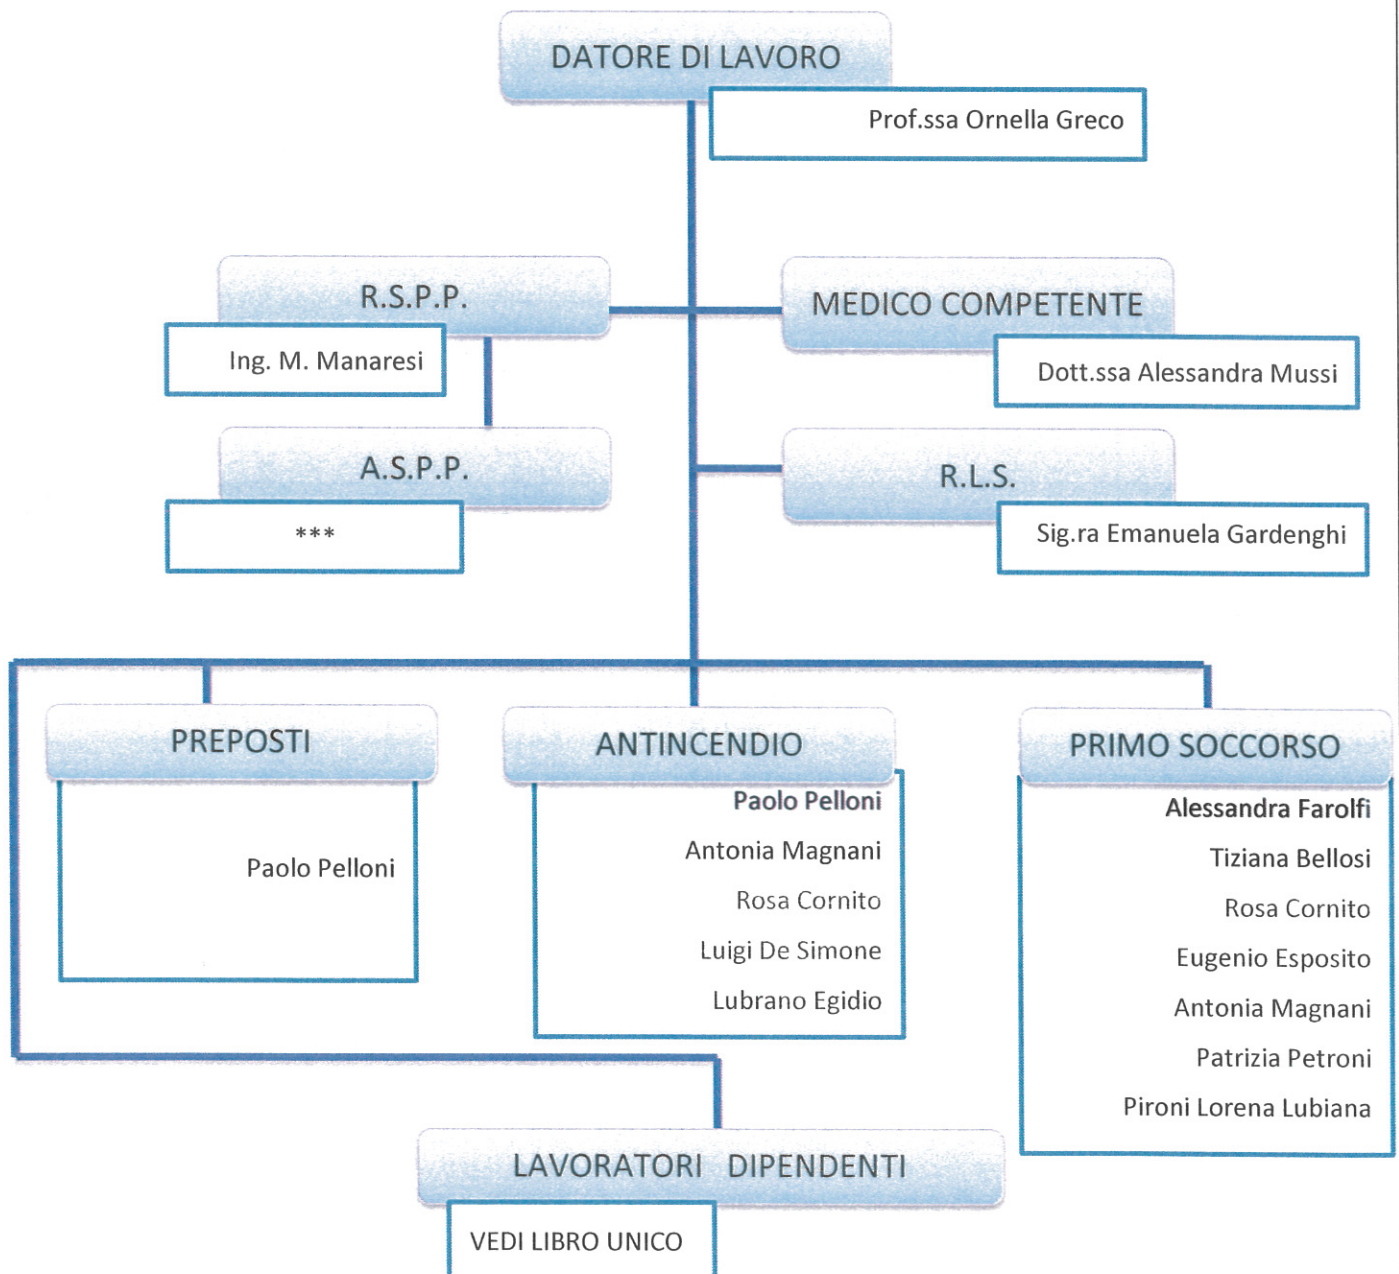 DATORE DI LAVORO
Prof.ssa Ornella Greco
R.S.P.P.
Ing. M. Manaresi
MEDICO COMPETENTE
Dott.ssa Alessandra Mussi
A.S.P.P.
***
R.L.S.
Sig.ra Emanuela Gardenghi
PREPOSTI
Paolo Pelloni
ANTINCENDIO
Paolo Pelloni
Antonia Magnani
Rosa Cornito
Luigi De Simone
Lubrano Egidio
PRIMO SOCCORSO
Alessandra Farolfi
Tiziana Bellosi
Rosa Cornito
Eugenio Esposito
Antonia Magnani
Patrizia Petroni
Pironi Lorena Lubiana
LAVORATORI DIPENDENTI
VEDI LIBRO UNICO